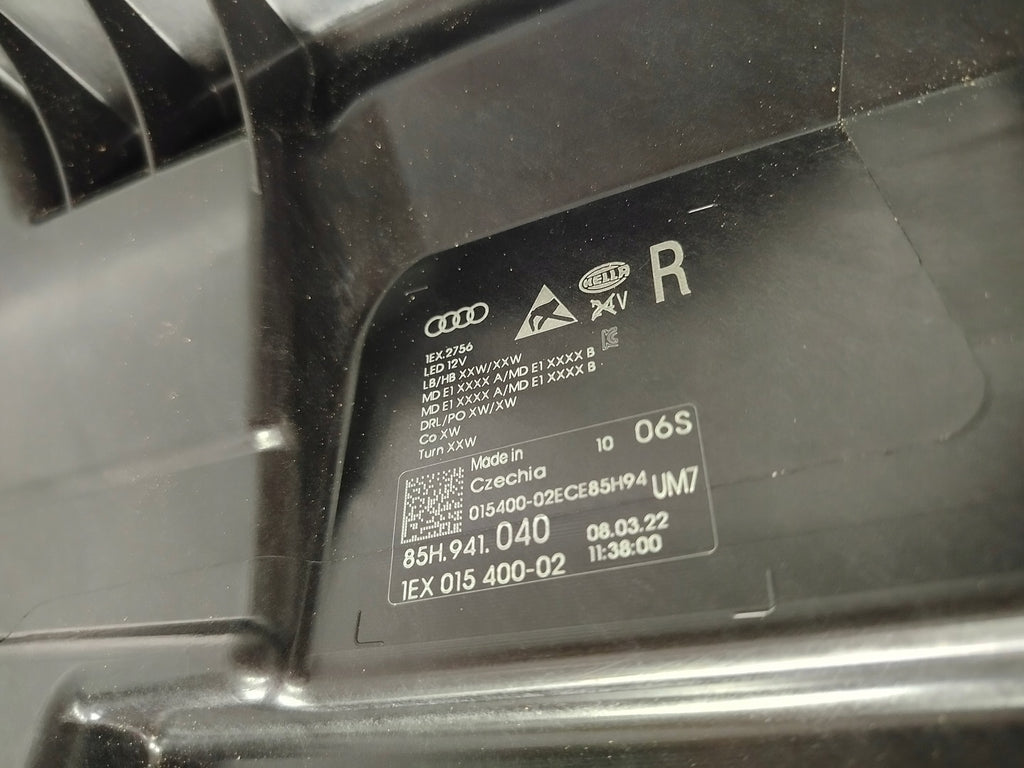 HELLA
24V
R
1EX.2756
LED 12V
LB/HB XXW/XXW
MD E1 XXXX A/MD E1 XXXX B
MD E1 XXXX A/MD E1 XXXX B
DRL/PO XW/XW
Co XW
Turn XXW
Made in
Czechia
10 06S
015400-02ECE85H94 UM7
85H.941. 040
08.03.22
1EX 015 400-02
11:38:00